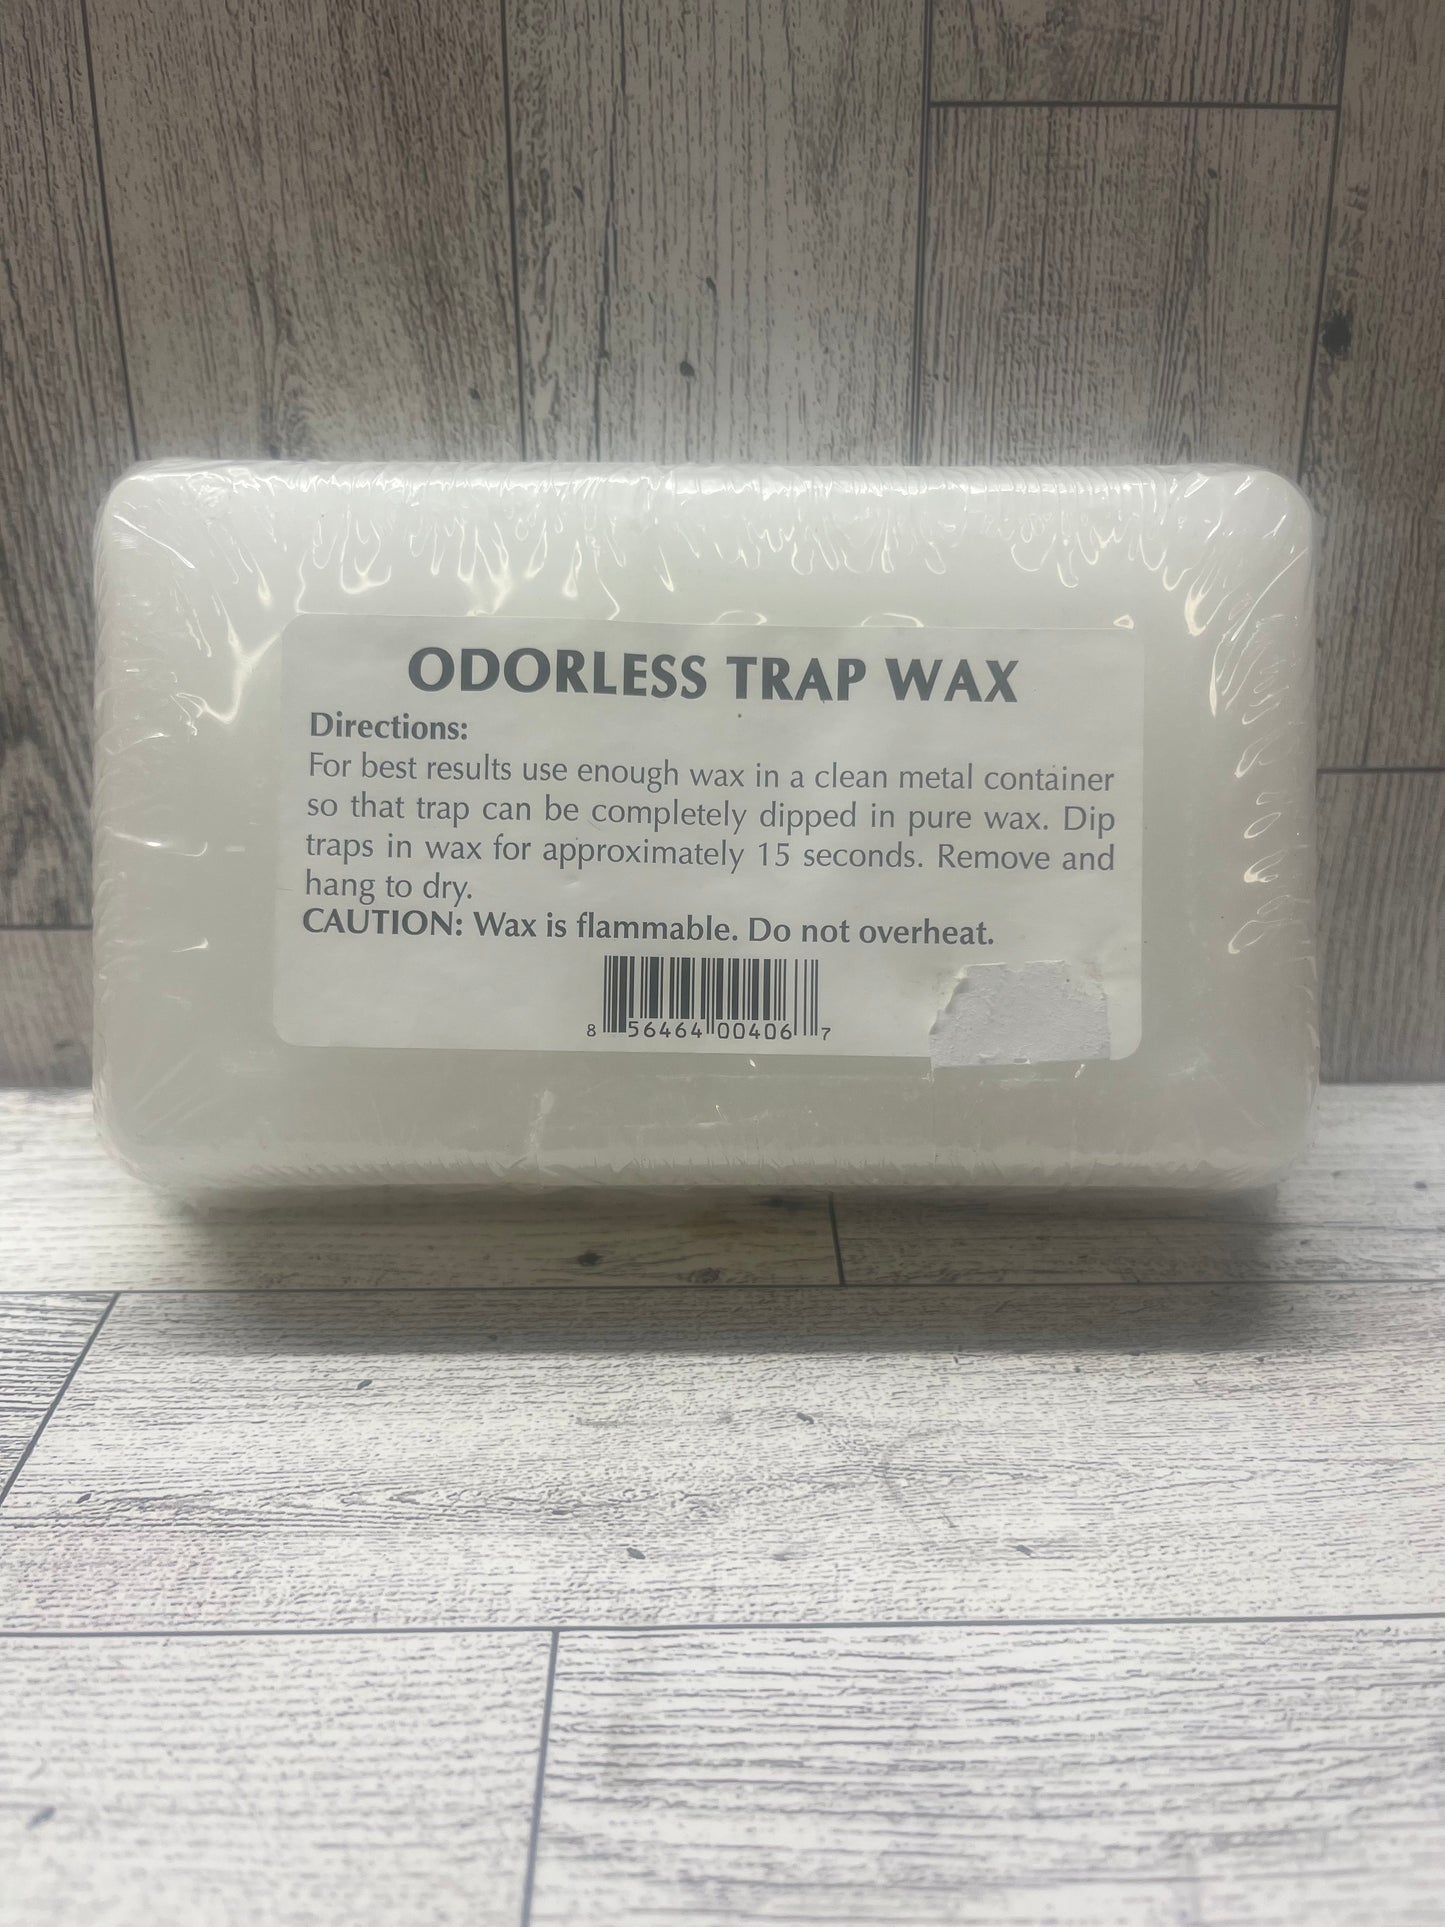 ODORLESS TRAP WAX
Directions:
For best results use enough wax in a clean metal container
so that trap can be completely dipped in pure wax. Dip
traps in wax for approximately 15 seconds. Remove and
hang to dry.
CAUTION: Wax is flammable. Do not overheat.
8 56464 00406 7